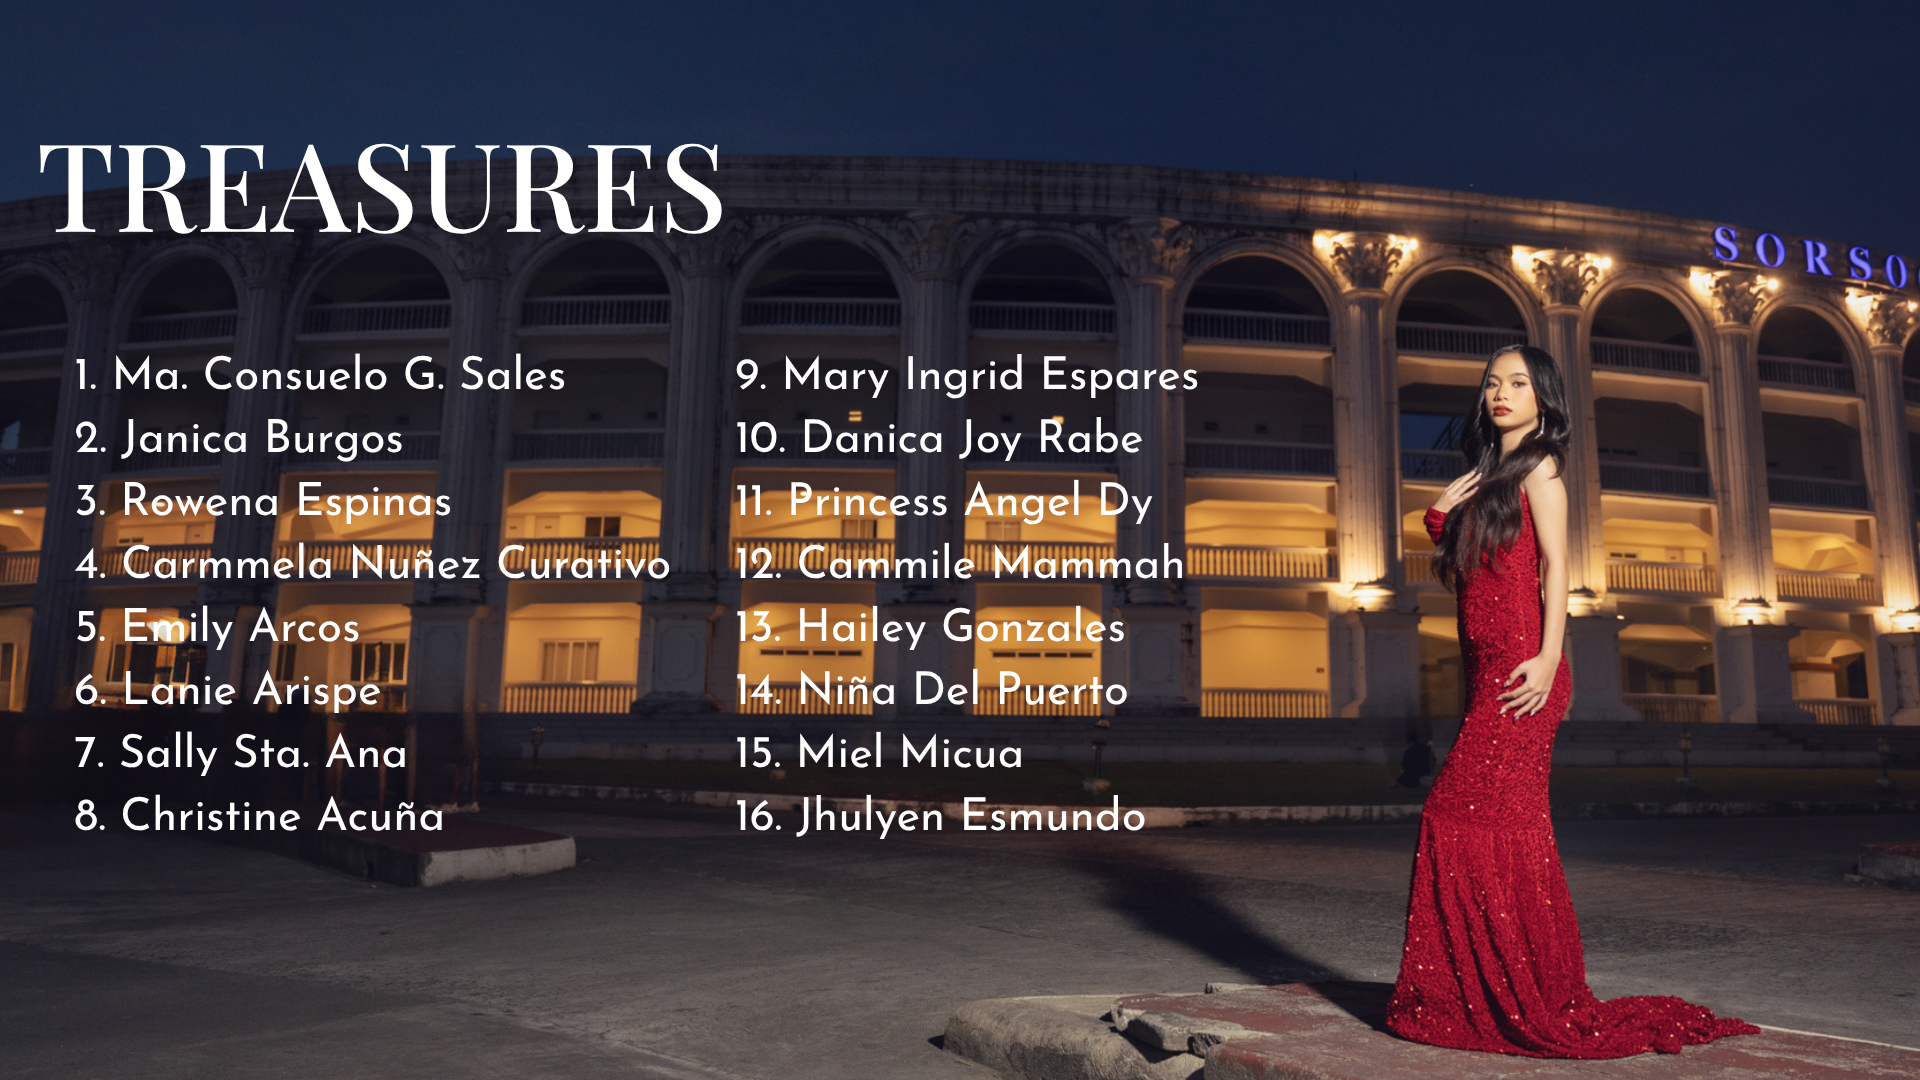 TREASURES
1. Ma. Consuelo G. Sales
2. Janica Burgos
3. Rowena Espinas
4. Carmmela Nuñez Curativo
5. Emily Arcos
6. Lanie Arispe
7. Sally Sta. Ana
8. Christine Acuña
9. Mary Ingrid Espares
10. Danica Joy Rabe
11. Princess Angel Dy
12. Cammile Mammah
13. Hailey Gonzales
14. Niña Del Puerto
15. Miel Micua
16. Jhulyen Esmundo
SORSO